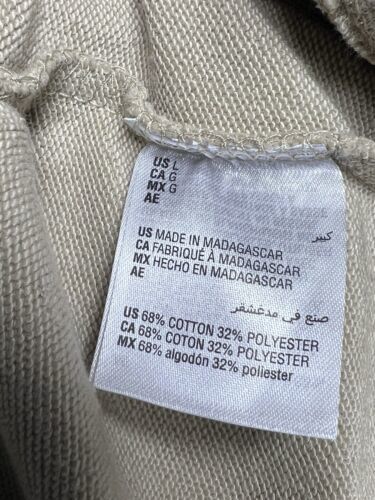 US L
CA G
MX G
AE
كبير
US MADE IN MADAGASCAR
CA FABRIQUÉ À MADAGASCAR
MX HECHO EN MADAGASCAR
AE
صنع في مدغشقر
US 68% COTTON 32% POLYESTER
CA 68% COTON 32% POLYESTER
MX 68% algodón 32% poliester